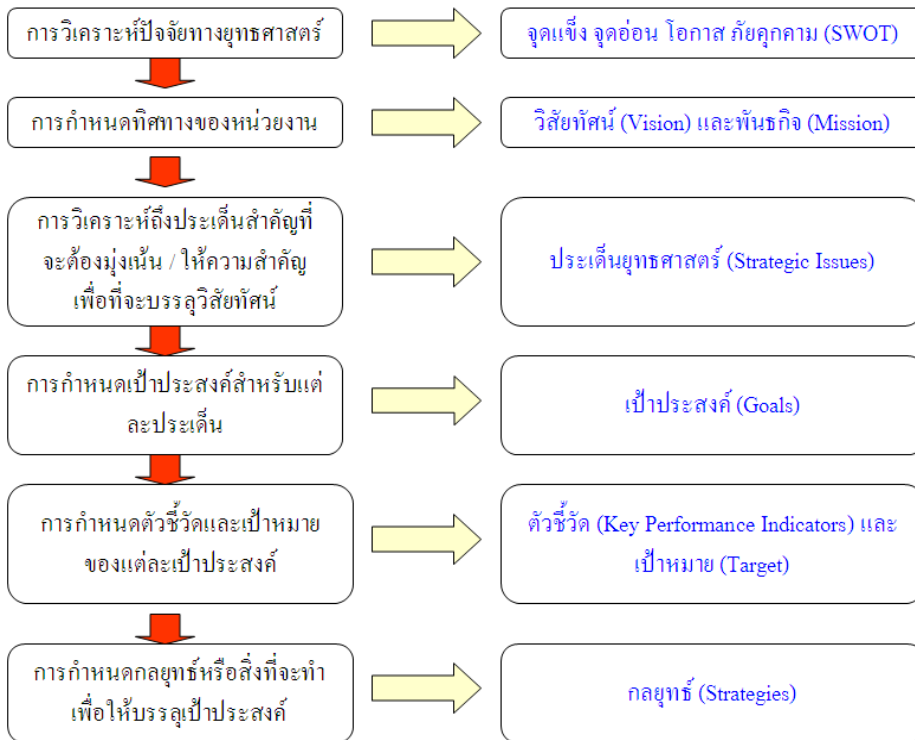 การวิเคราะห์ปัจจัยทางยุทธศาสตร์
จุดแข็ง จุดอ่อน โอกาส ภัยคุกคาม (SWOT)
การกำหนดทิศทางของหน่วยงาน
วิสัยทัศน์ (Vision) และพันธกิจ (Mission)
การวิเคราะห์ถึงประเด็นสำคัญที่
จะต้องมุ่งเน้น / ให้ความสำคัญ
เพื่อที่จะบรรลุวิสัยทัศน์
ประเด็นยุทธศาสตร์ (Strategic Issues)
การกำหนดเป้าประสงค์สำหรับแต่
ละประเด็น
เป้าประสงค์ (Goals)
การกำหนดตัวชี้วัดและเป้าหมาย
ของแต่ละเป้าประสงค์
ตัวชี้วัด (Key Performance Indicators) และ
เป้าหมาย (Target)
การกำหนดกลยุทธ์หรือสิ่งที่จะทำ
เพื่อให้บรรลุเป้าประสงค์
กลยุทธ์ (Strategies)